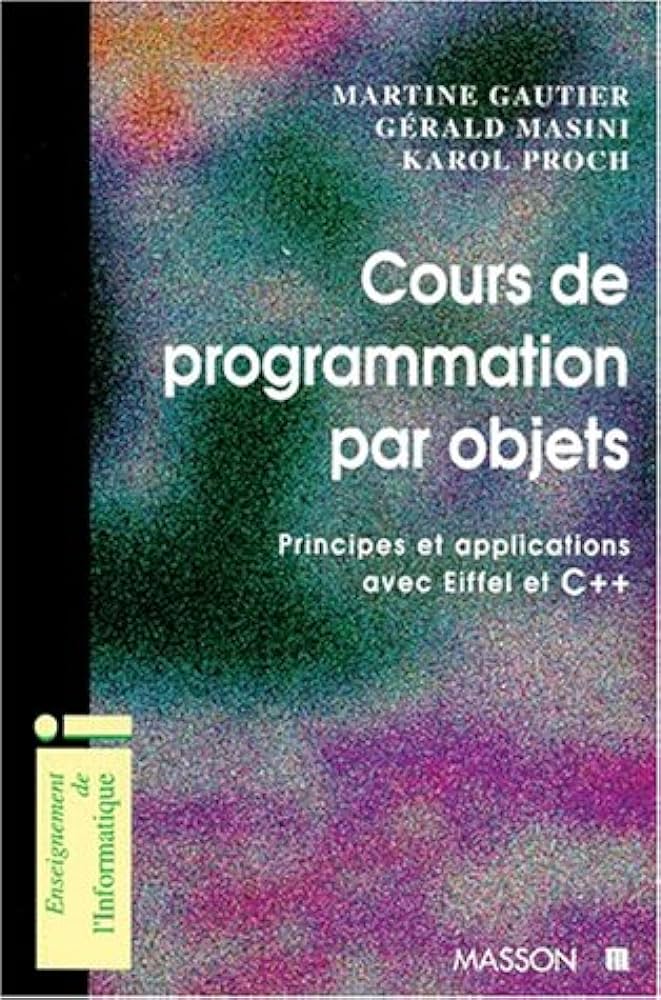 MARTINE GAUTIER
GÉRALD MASINI
KAROL PROCH
Cours de
programmation
par objets
Principes et applications
avec Eiffel et C++
Enseignement
de
l'Informatique
MASSON m